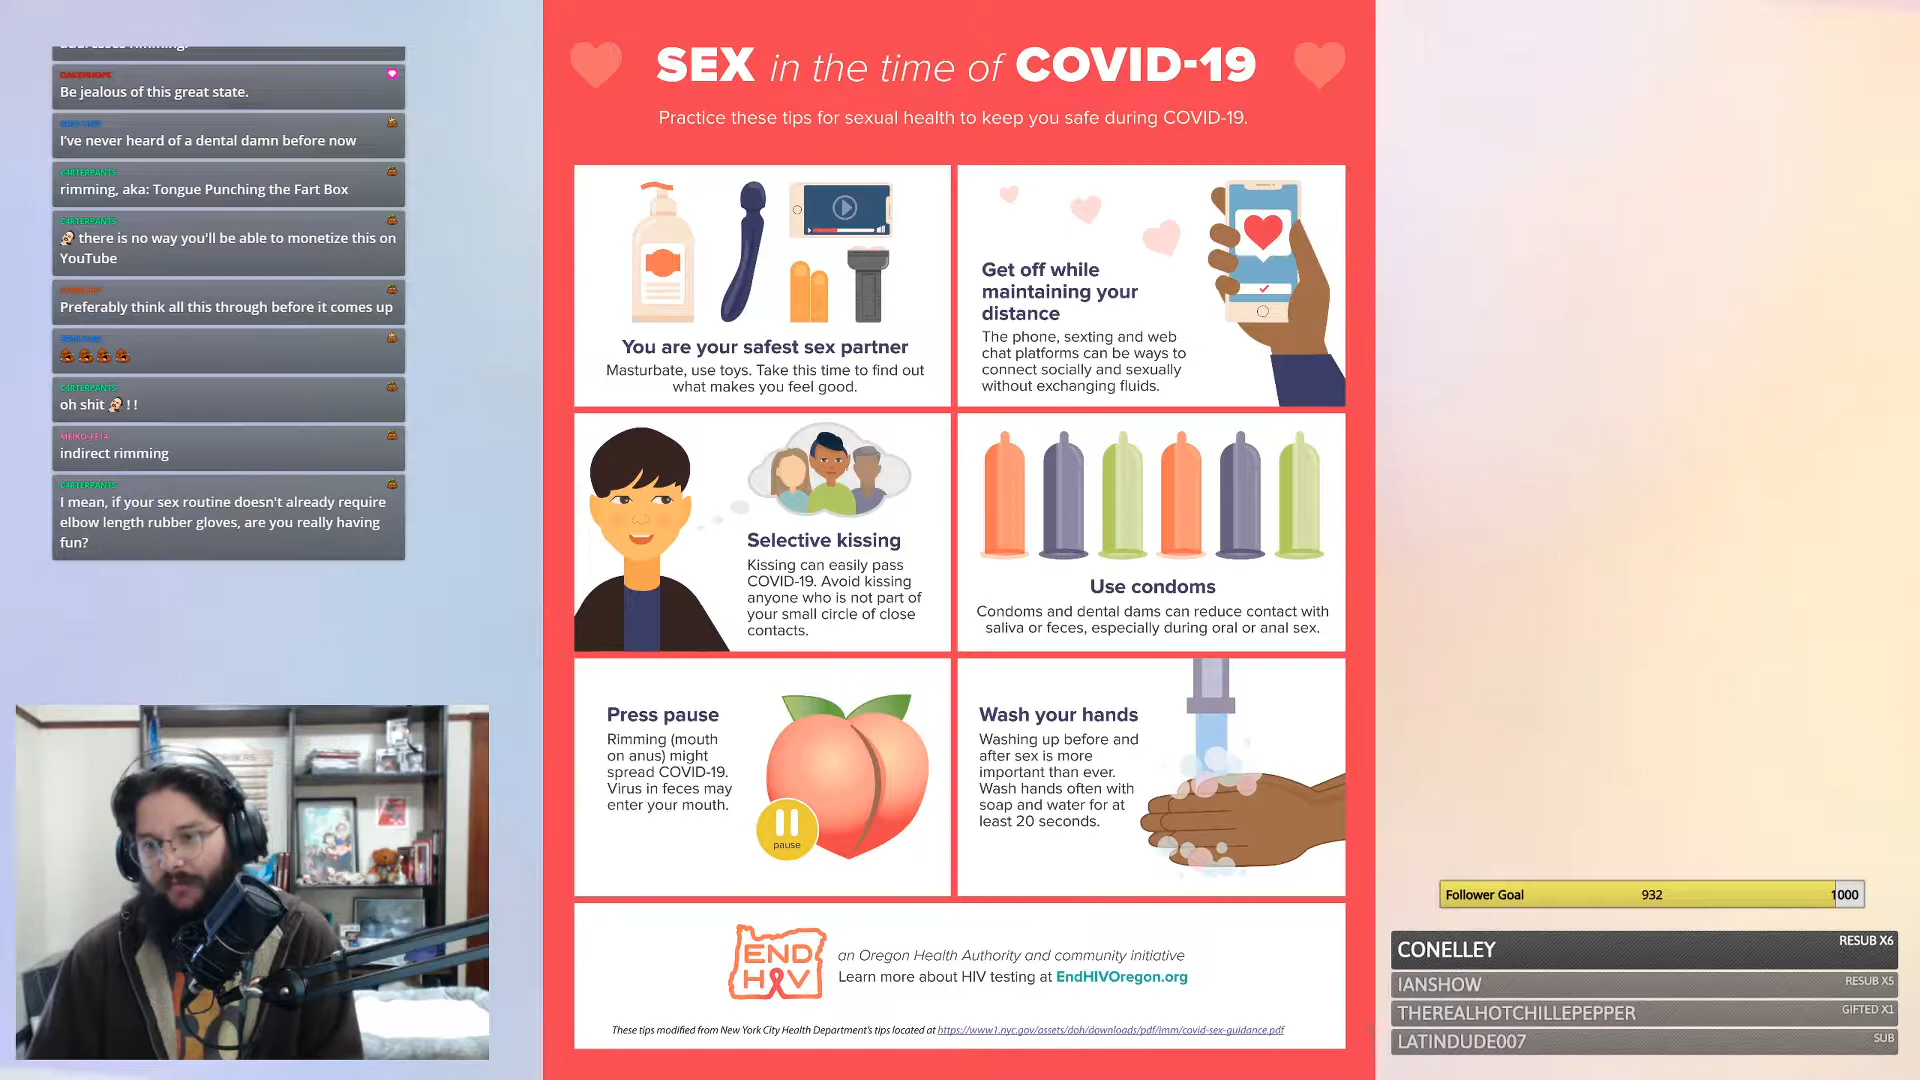 Be jealous of this great state.
I've never heard of a dental damn before now
C4RTERPANTS
rimming, aka: Tongue Punching the Fart Box
C4RTERPANTS
there is no way you'll be able to monetize this on
YouTube
Preferably think all this through before it comes up
C4RTERPANTS
oh shit !!
MEIKO_FE14
indirect rimming
C4RTERPANTS
I mean, if your sex routine doesn't already require
elbow length rubber gloves, are you really having
fun?
SEX in the time of COVID-19
Practice these tips for sexual health to keep you safe during COVID-19.
You are your safest sex partner
Masturbate, use toys. Take this time to find out
what makes you feel good.
Get off while
maintaining your
distance
The phone, sexting and web
chat platforms can be ways to
connect socially and sexually
without exchanging fluids.
Selective kissing
Kissing can easily pass
COVID-19. Avoid kissing
anyone who is not part of
your small circle of close
contacts.
Use condoms
Condoms and dental dams can reduce contact with
saliva or feces, especially during oral or anal sex.
Press pause
Rimming (mouth
on anus) might
spread COVID-19.
Virus in feces may
enter your mouth.
pause
Wash your hands
Washing up before and
after sex is more
important than ever.
Wash hands often with
soap and water for at
least 20 seconds.
END
HIV
an Oregon Health Authority and community initiative
Learn more about HIV testing at EndHIVOregon.org
These tips modified from New York City Health Department's tips located at https://www1.nyc.gov/assets/doh/downloads/pdf/imm/covid-sex-guidance.pdf
Follower Goal 932 1000
CONELLEY RESUB X6
IANSHOW RESUB X5
THEREALHOTCHILLEPEPPER GIFTED X1
LATINDUDE007 SUB